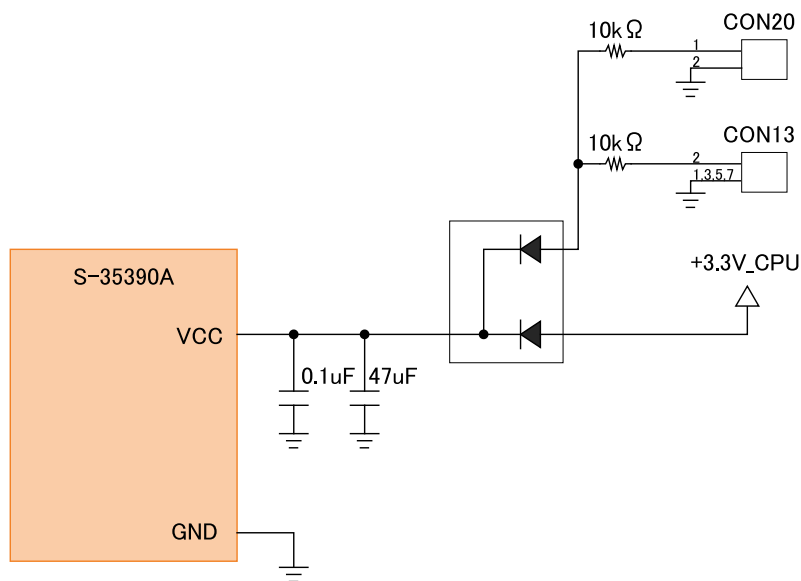 CON20
10kΩ
1
2
CON13
10kΩ
2
1.3.5.7
+3.3V_CPU
S-35390A
VCC
0.1uF
47uF
GND